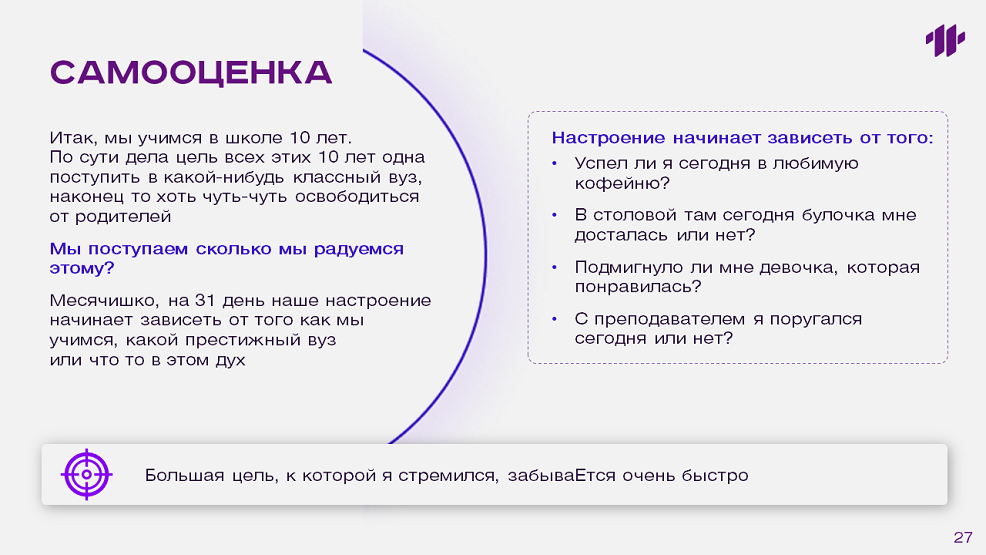 САМООЦЕНКА
Итак, мы учимся в школе 10 лет.
По сути дела цель всех этих 10 лет одна
поступить в какой-нибудь классный вуз,
наконец то хоть чуть-чуть освободиться
от родителей
Мы поступаем сколько мы радуемся
этому?
Месячишко, на 31 день наше настроение
начинает зависеть от того как мы
учимся, какой престижный вуз
или что то в этом дух
Настроение начинает зависеть от того:
• Успел ли я сегодня в любимую
кофейню?
• В столовой там сегодня булочка мне
досталась или нет?
• Подмигнуло ли мне девочка, которая
понравилась?
• С преподавателем я поругался
сегодня или нет?
Большая цель, к которой я стремился, забываЕтся очень быстро
27